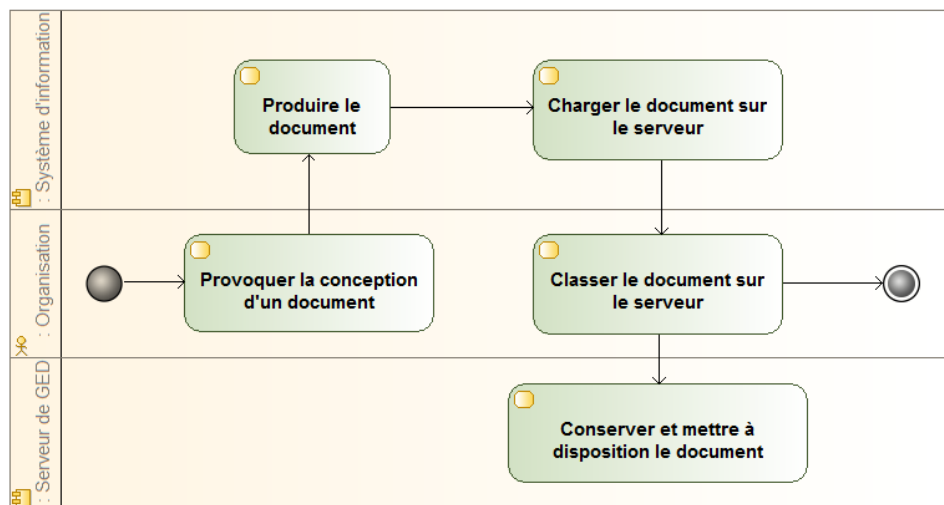 : Système d'information
Produire le
document
Charger le document sur
le serveur
: Organisation
Provoquer la conception
d'un document
Classer le document sur
le serveur
: Serveur de GED
Conserver et mettre à
disposition le document